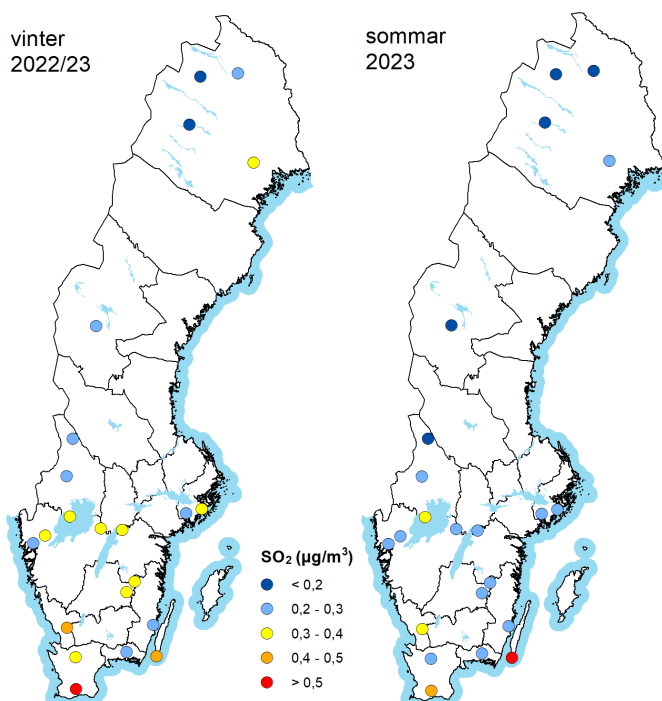 vinter
2022/23
sommar
2023
SO₂ (µg/m³)
< 0,2
0,2 - 0,3
0,3 - 0,4
0,4 - 0,5
> 0,5